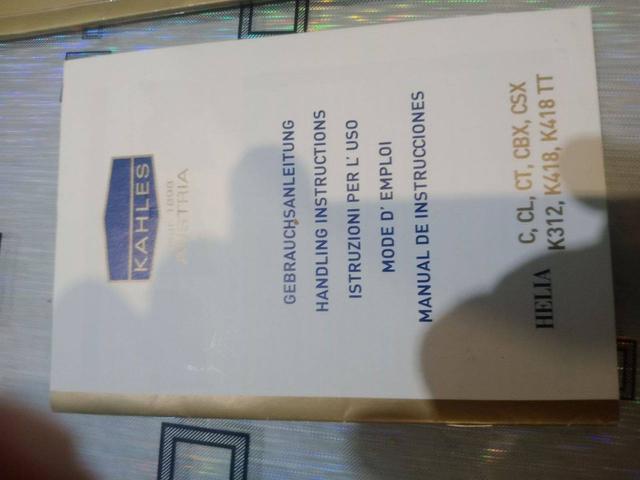 KAHLES
SINCE 1898
AUSTRIA
GEBRAUCHSANLEITUNG
HANDLING INSTRUCTIONS
ISTRUZIONI PER L' USO
MODE D' EMPLOI
MANUAL DE INSTRUCCIONES
HELIA C, CL, CT, CBX, CSX
K312, K418, K418 TT